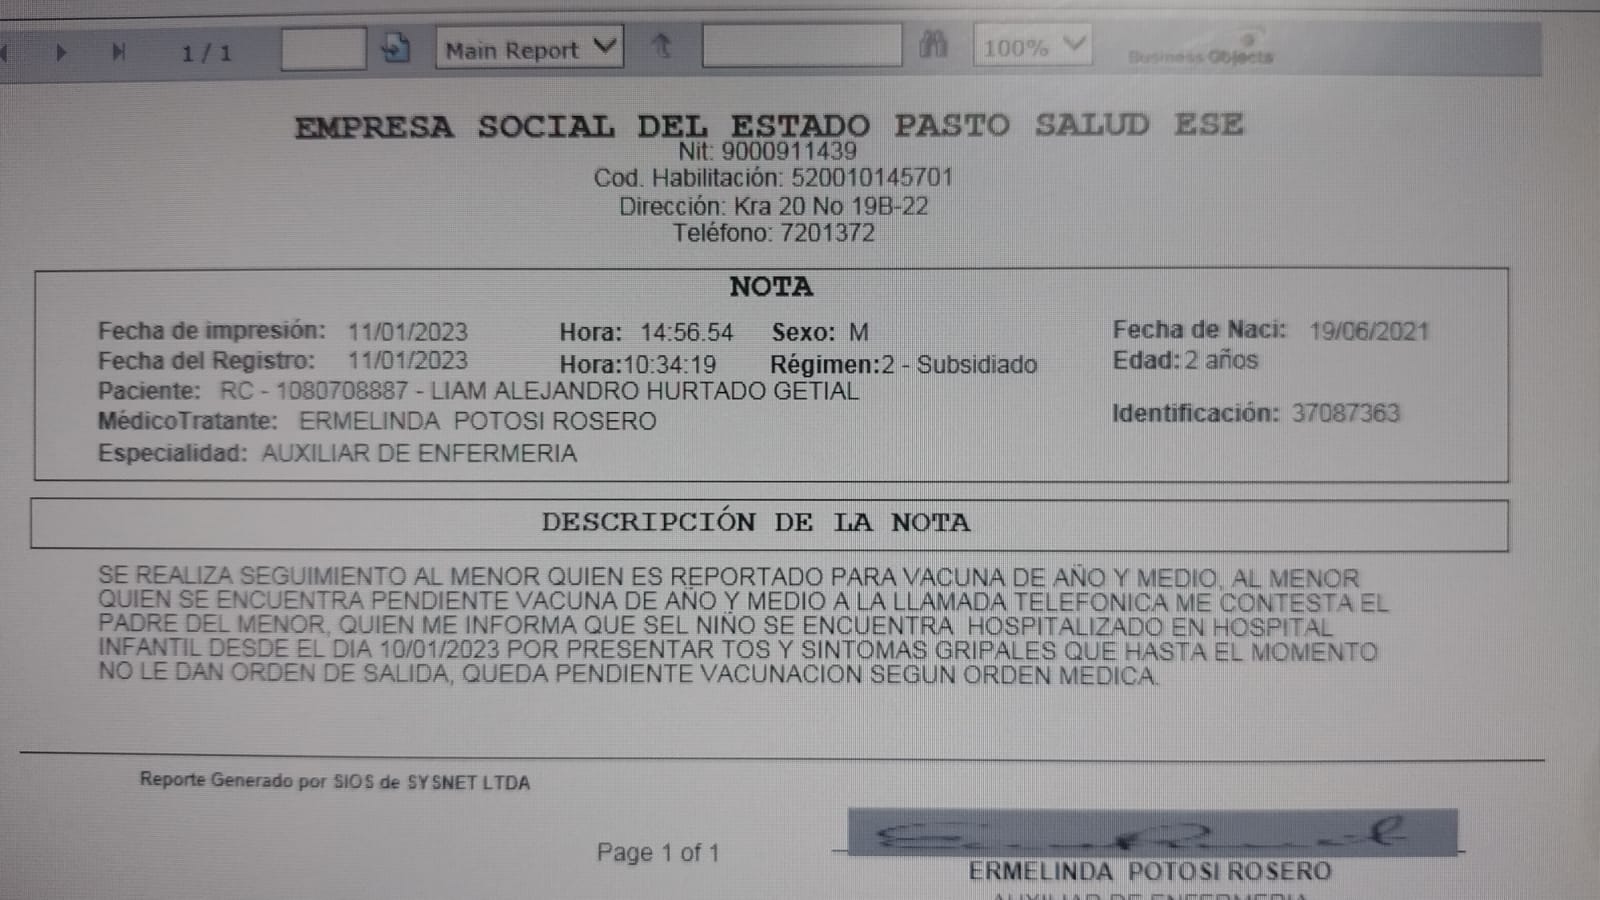 1 / 1 Main Report 100% Business Objects
EMPRESA SOCIAL DEL ESTADO PASTO SALUD ESE
Nit: 9000911439
Cod. Habilitación: 520010145701
Dirección: Kra 20 No 19B-22
Teléfono: 7201372
NOTA
Fecha de impresión: 11/01/2023 Hora: 14:56.54 Sexo: M Fecha de Naci: 19/06/2021
Fecha del Registro: 11/01/2023 Hora:10:34:19 Régimen:2 - Subsidiado Edad: 2 años
Paciente: RC - 1080708887 - LIAM ALEJANDRO HURTADO GETIAL
MédicoTratante: ERMELINDA POTOSI ROSERO Identificación: 37087363
Especialidad: AUXILIAR DE ENFERMERIA
DESCRIPCIÓN DE LA NOTA
SE REALIZA SEGUIMIENTO AL MENOR QUIEN ES REPORTADO PARA VACUNA DE AÑO Y MEDIO, AL MENOR
QUIEN SE ENCUENTRA PENDIENTE VACUNA DE AÑO Y MEDIO A LA LLAMADA TELEFONICA ME CONTESTA EL
PADRE DEL MENOR, QUIEN ME INFORMA QUE SEL NIÑO SE ENCUENTRA HOSPITALIZADO EN HOSPITAL
INFANTIL DESDE EL DIA 10/01/2023 POR PRESENTAR TOS Y SINTOMAS GRIPALES QUE HASTA EL MOMENTO
NO LE DAN ORDEN DE SALIDA, QUEDA PENDIENTE VACUNACION SEGUN ORDEN MEDICA.
Reporte Generado por SIOS de SYSNET LTDA
Page 1 of 1
ERMELINDA POTOSI ROSERO
AUXILIAR DE ENFERMERIA